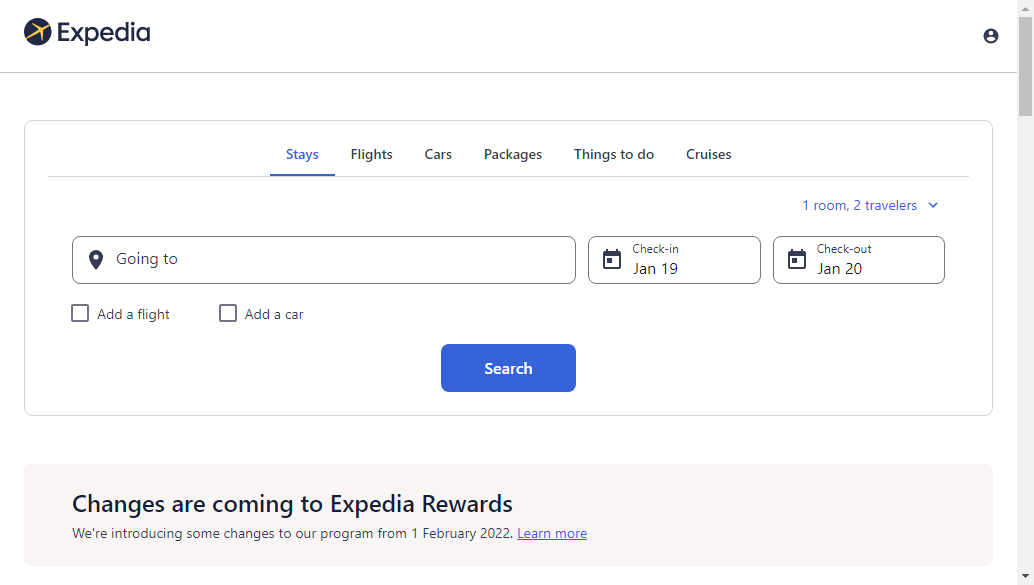 Expedia
Stays Flights Cars Packages Things to do Cruises
1 room, 2 travelers
Going to
Check-in
Jan 19
Check-out
Jan 20
Add a flight
Add a car
Search
Changes are coming to Expedia Rewards
We're introducing some changes to our program from 1 February 2022. Learn more